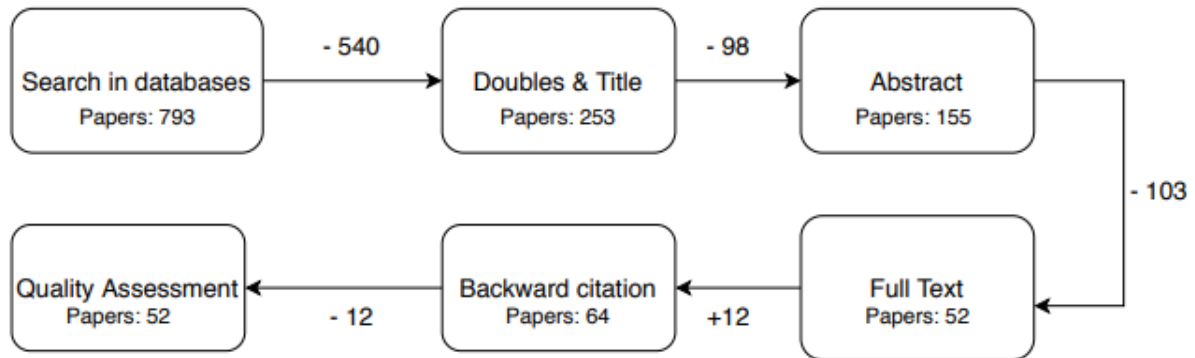 Search in databases
Papers: 793
- 540
Doubles & Title
Papers: 253
- 98
Abstract
Papers: 155
- 103
Full Text
Papers: 52
+12
Backward citation
Papers: 64
- 12
Quality Assessment
Papers: 52